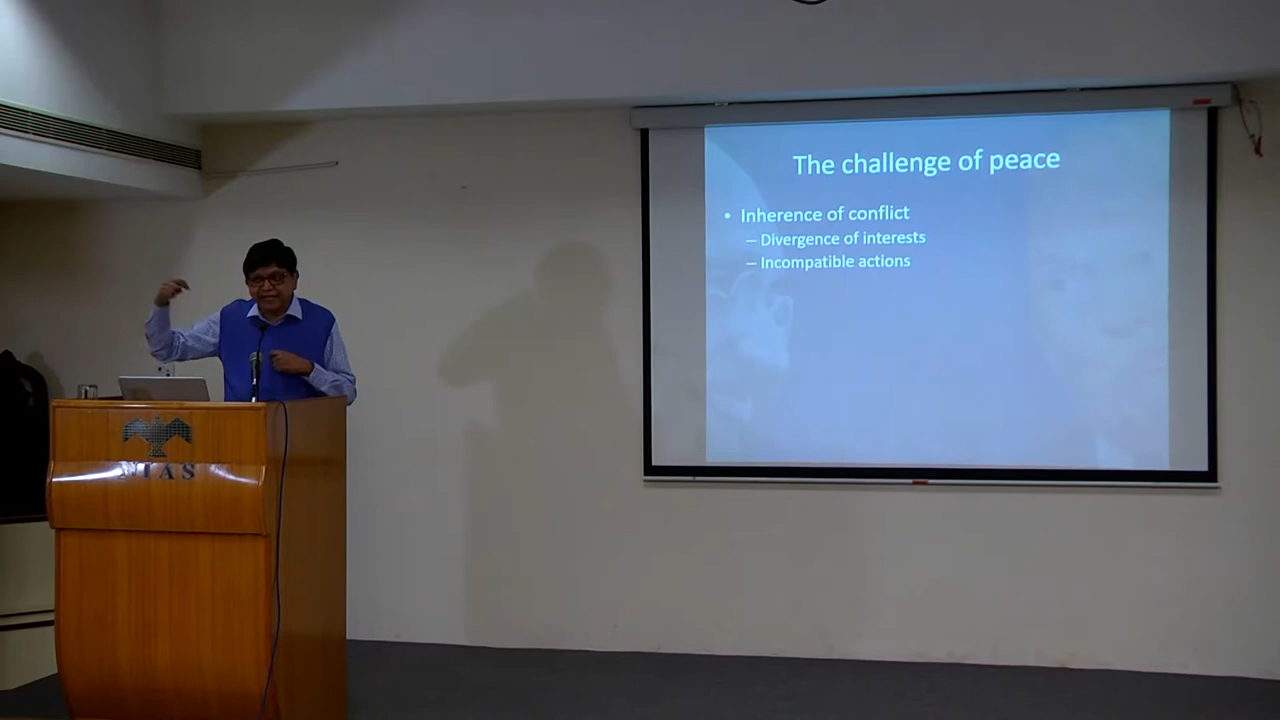 The challenge of peace
• Inherence of conflict
– Divergence of interests
– Incompatible actions
NIAS